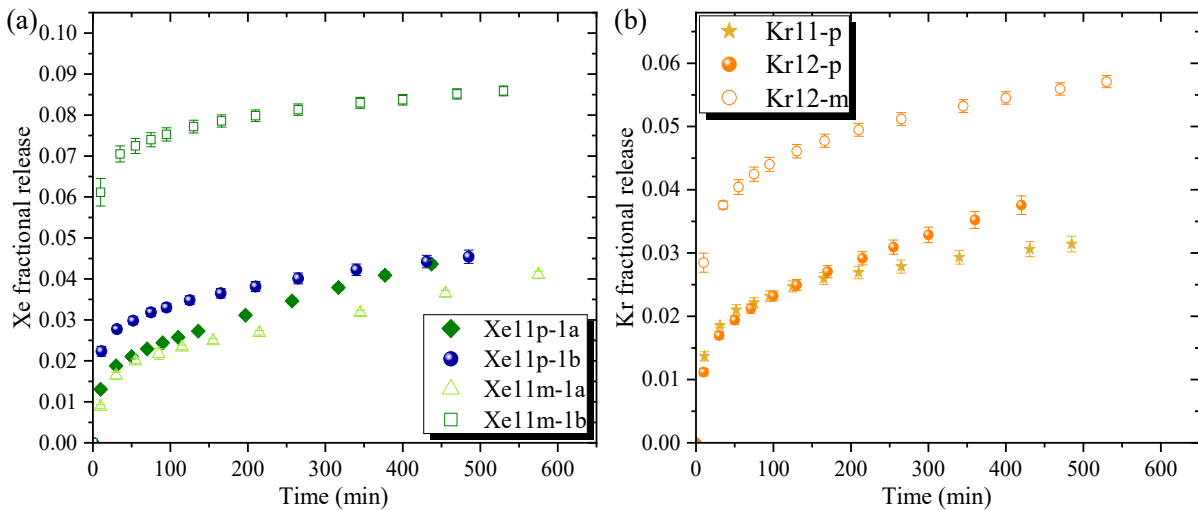 (a)
0.10
0.09
0.08
0.07
0.06
0.05
0.04
0.03
0.02
0.01
0.00
Xe fractional release
0 100 200 300 400 500 600
Time (min)
Xe11p-1a
Xe11p-1b
Xe11m-1a
Xe11m-1b
(b)
0.06
0.05
0.04
0.03
0.02
0.01
0.00
Kr fractional release
0 100 200 300 400 500 600
Time (min)
Kr11-p
Kr12-p
Kr12-m